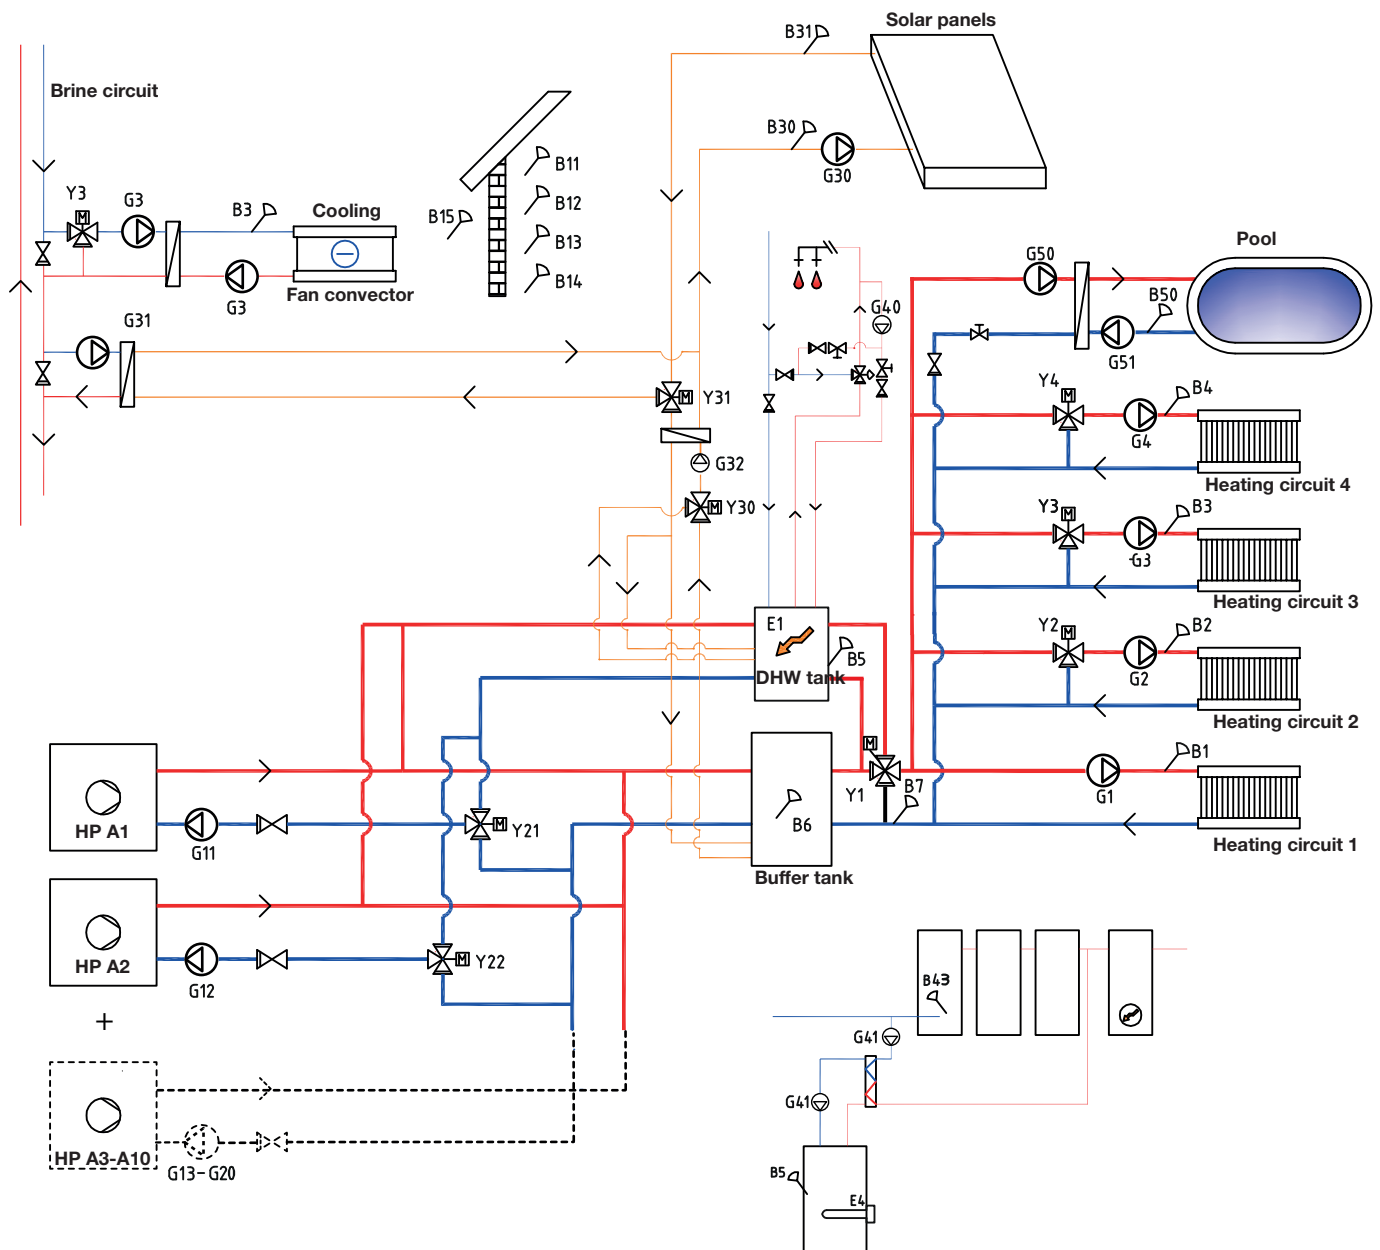 Solar panels
B31
Brine circuit
B30
G30
B11
B12
B13
B14
B15
Y3
G3
B3
Cooling
Fan convector
G3
G31
G40
G50
Pool
B50
G51
Y31
Y4
B4
G4
Heating circuit 4
G32
Y30
Y3
B3
G3
Heating circuit 3
E1
B5
DHW tank
Y2
B2
G2
Heating circuit 2
HP A1
G11
Y21
B6
Buffer tank
Y1
B7
G1
B1
Heating circuit 1
HP A2
G12
Y22
+
HP A3-A10
G13-G20
B43
G41
G41
B5
E4
M
M
M
M
M
M
M
M
M